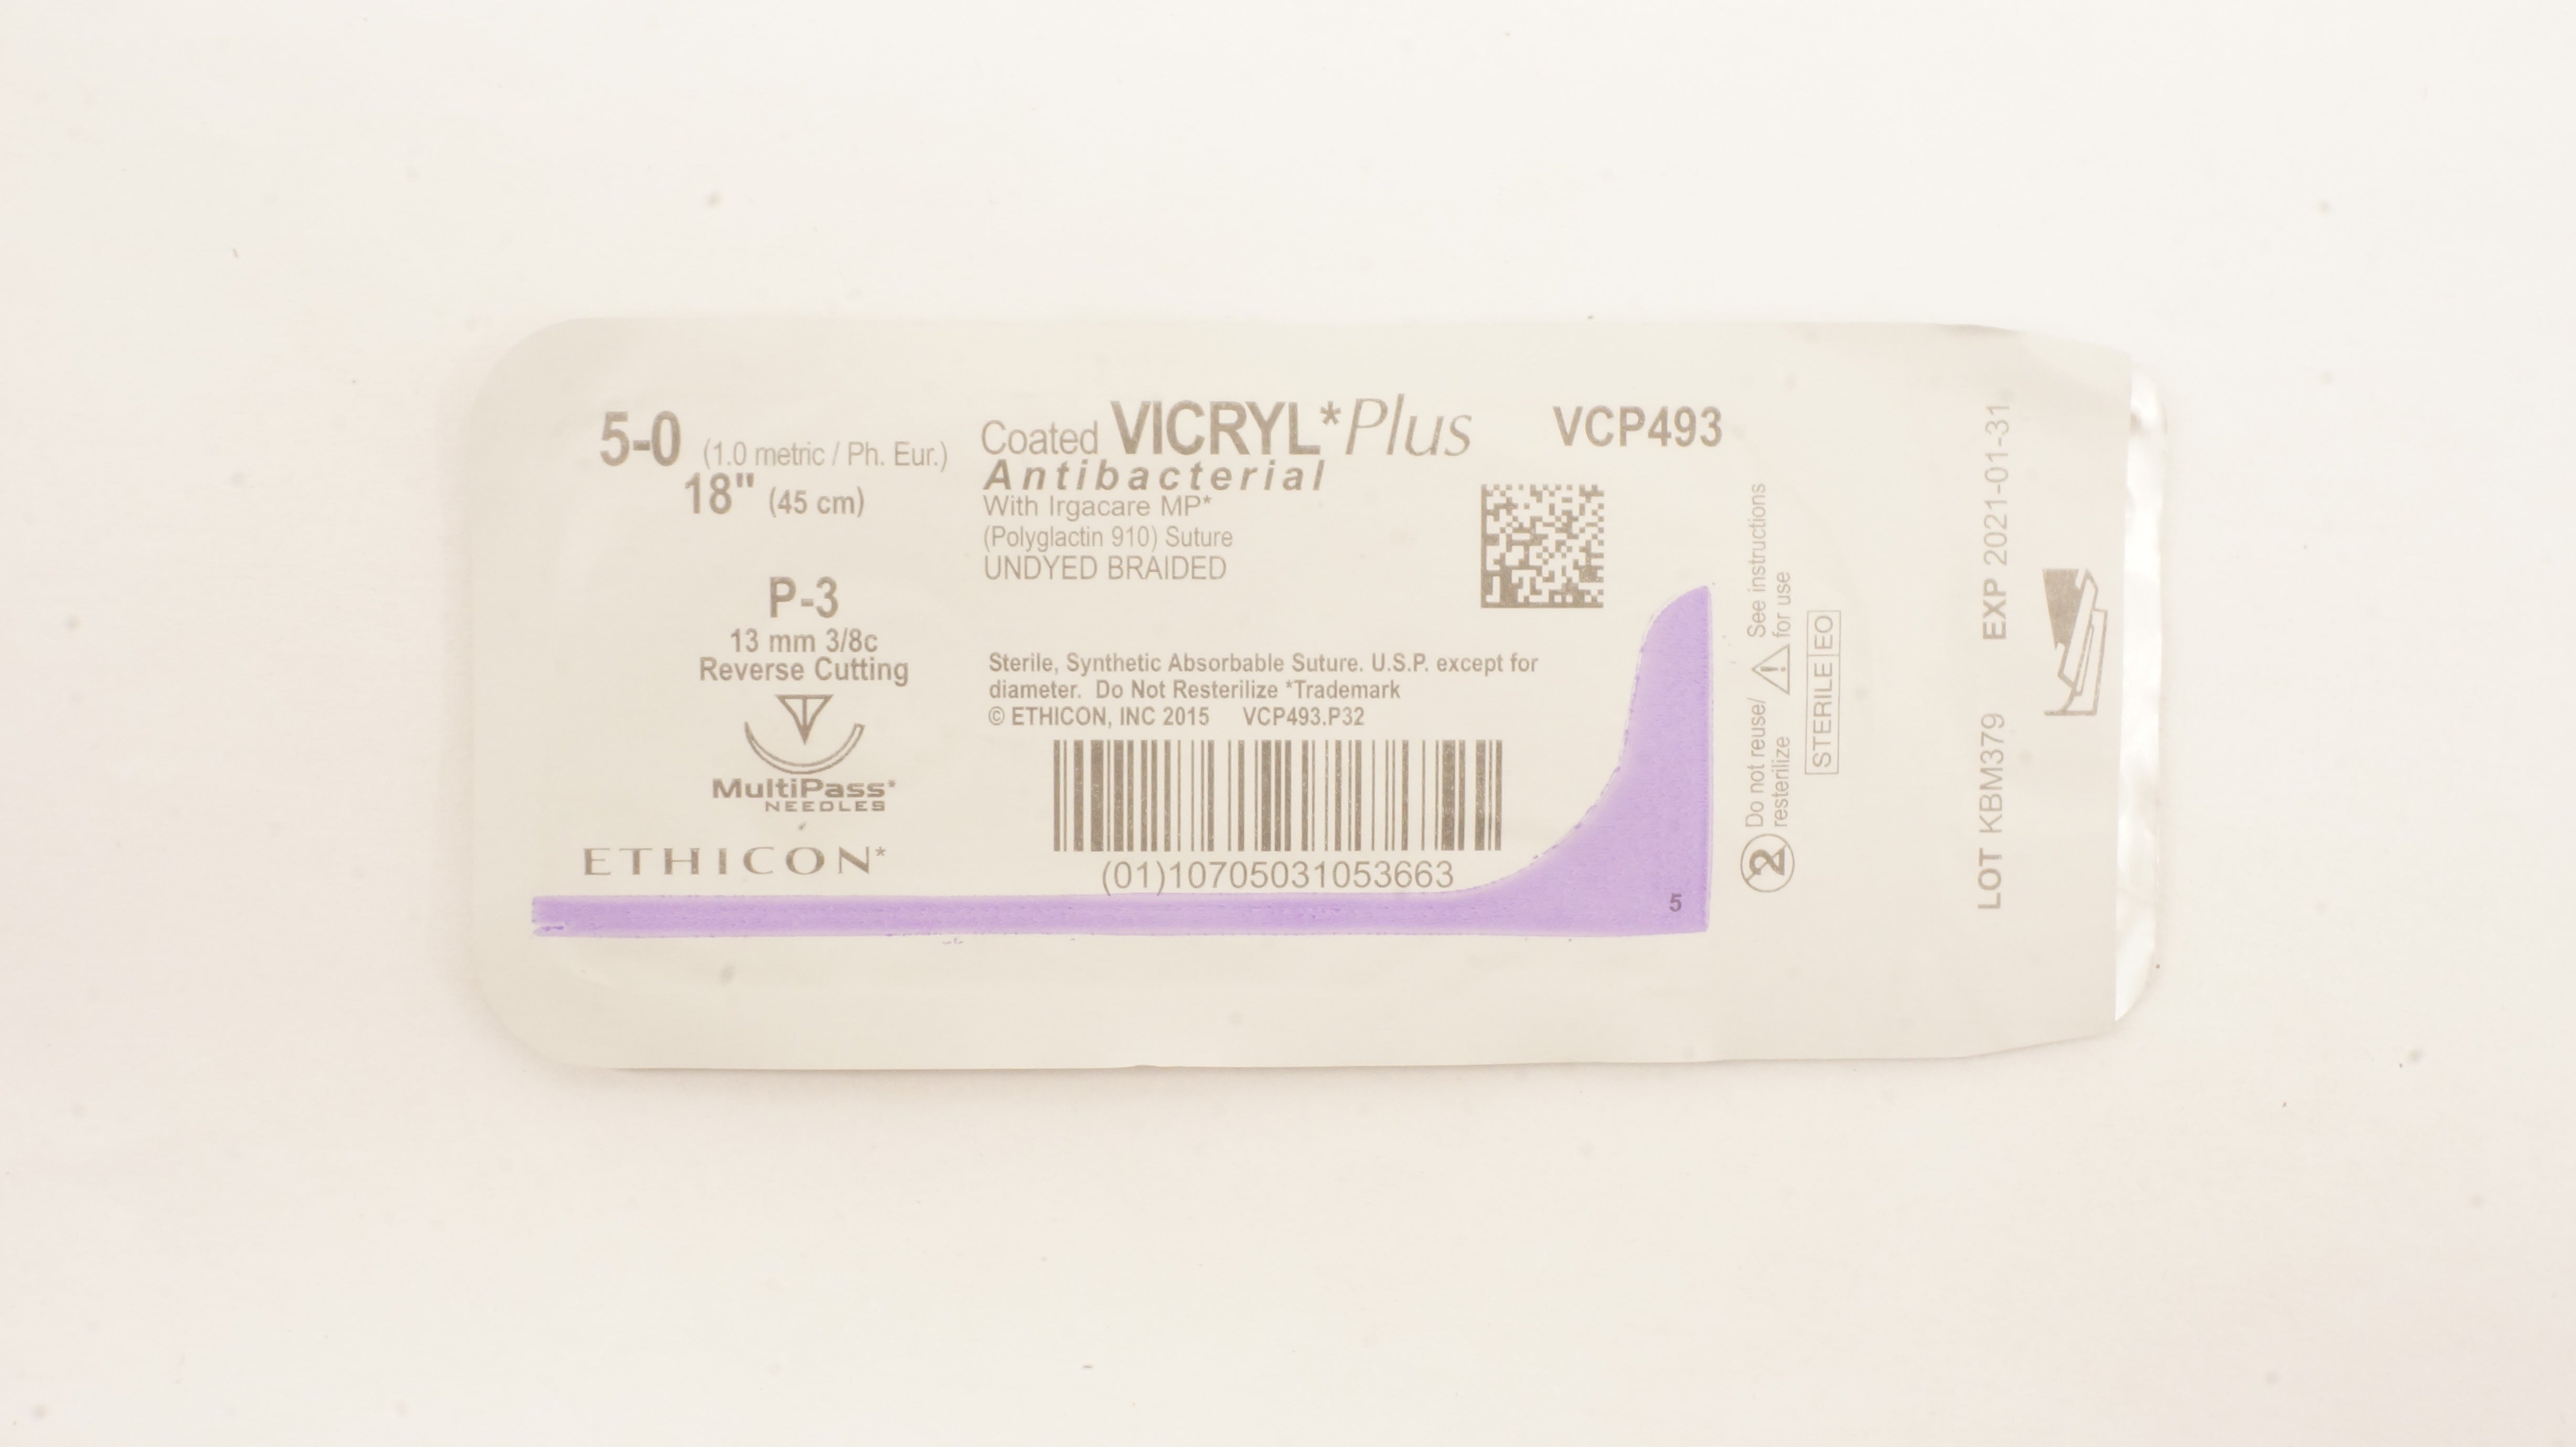 5-0 (1.0 metric / Ph. Eur.)
18" (45 cm)
P-3
13 mm 3/8c
Reverse Cutting
MultiPass*
NEEDLES
ETHICON*
Coated VICRYL* Plus
Antibacterial
With Irgacare MP*
(Polyglactin 910) Suture
UNDYED BRAIDED
VCP493
Sterile, Synthetic Absorbable Suture. U.S.P. except for
diameter. Do Not Resterilize *Trademark
© ETHICON, INC 2015 VCP493.P32
(01)10705031053663
5
2 Do not reuse/
resterilize
See instructions
for use
STERILE EO
LOT KBM379 EXP 2021-01-31